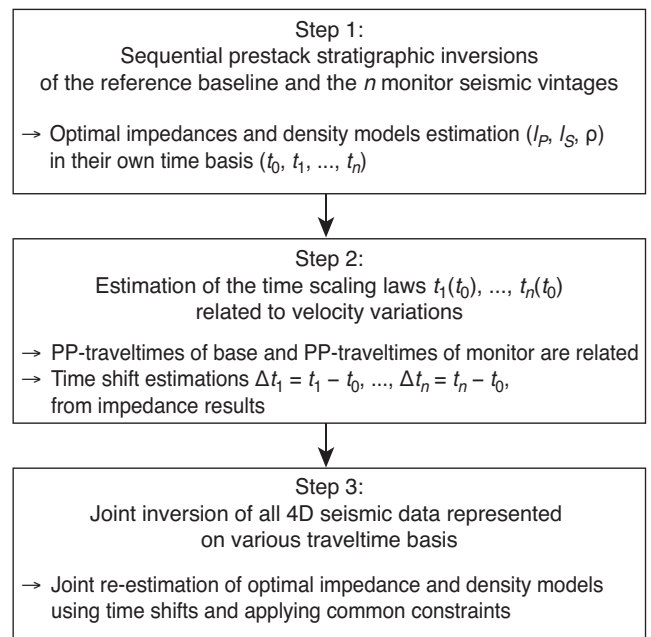 Step 1:
Sequential prestack stratigraphic inversions
of the reference baseline and the n monitor seismic vintages
→ Optimal impedances and density models estimation (IP, IS, ρ)
in their own time basis (t0, t1, ..., tn)
Step 2:
Estimation of the time scaling laws t1(t0), ..., tn(t0)
related to velocity variations
→ PP-traveltimes of base and PP-traveltimes of monitor are related
→ Time shift estimations Δt1 = t1 – t0, ..., Δtn = tn – t0,
from impedance results
Step 3:
Joint inversion of all 4D seismic data represented
on various traveltime basis
→ Joint re-estimation of optimal impedance and density models
using time shifts and applying common constraints